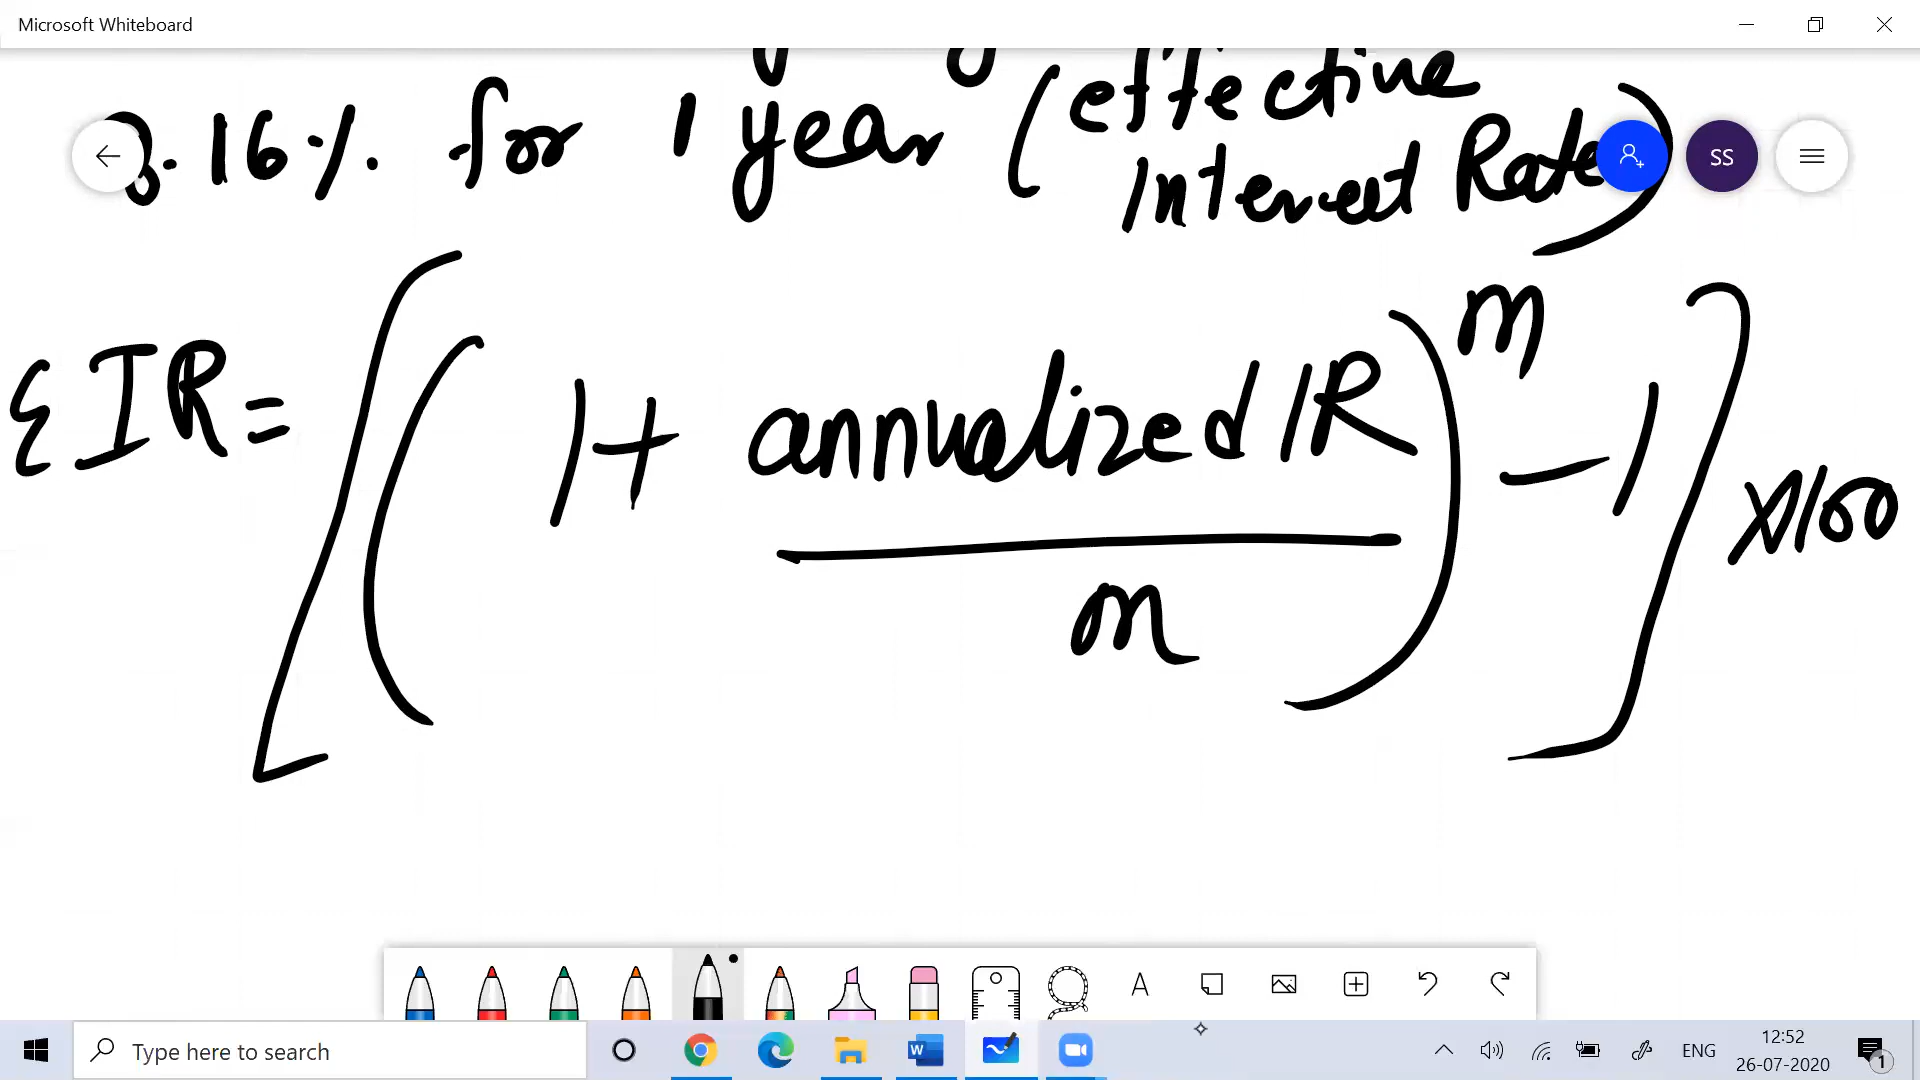 Microsoft Whiteboard
.16%. for 1 year (effective
Interest Rate)
SS
EIR = [(1 + annualized IR / m)^m - 1] x 100
A
Type here to search
W
ENG
12:52
26-07-2020
1